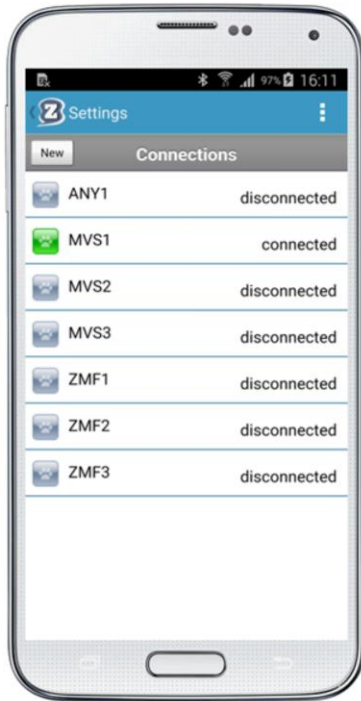 97% 16:11
Z Settings
New Connections
ANY1 disconnected
MVS1 connected
MVS2 disconnected
MVS3 disconnected
ZMF1 disconnected
ZMF2 disconnected
ZMF3 disconnected